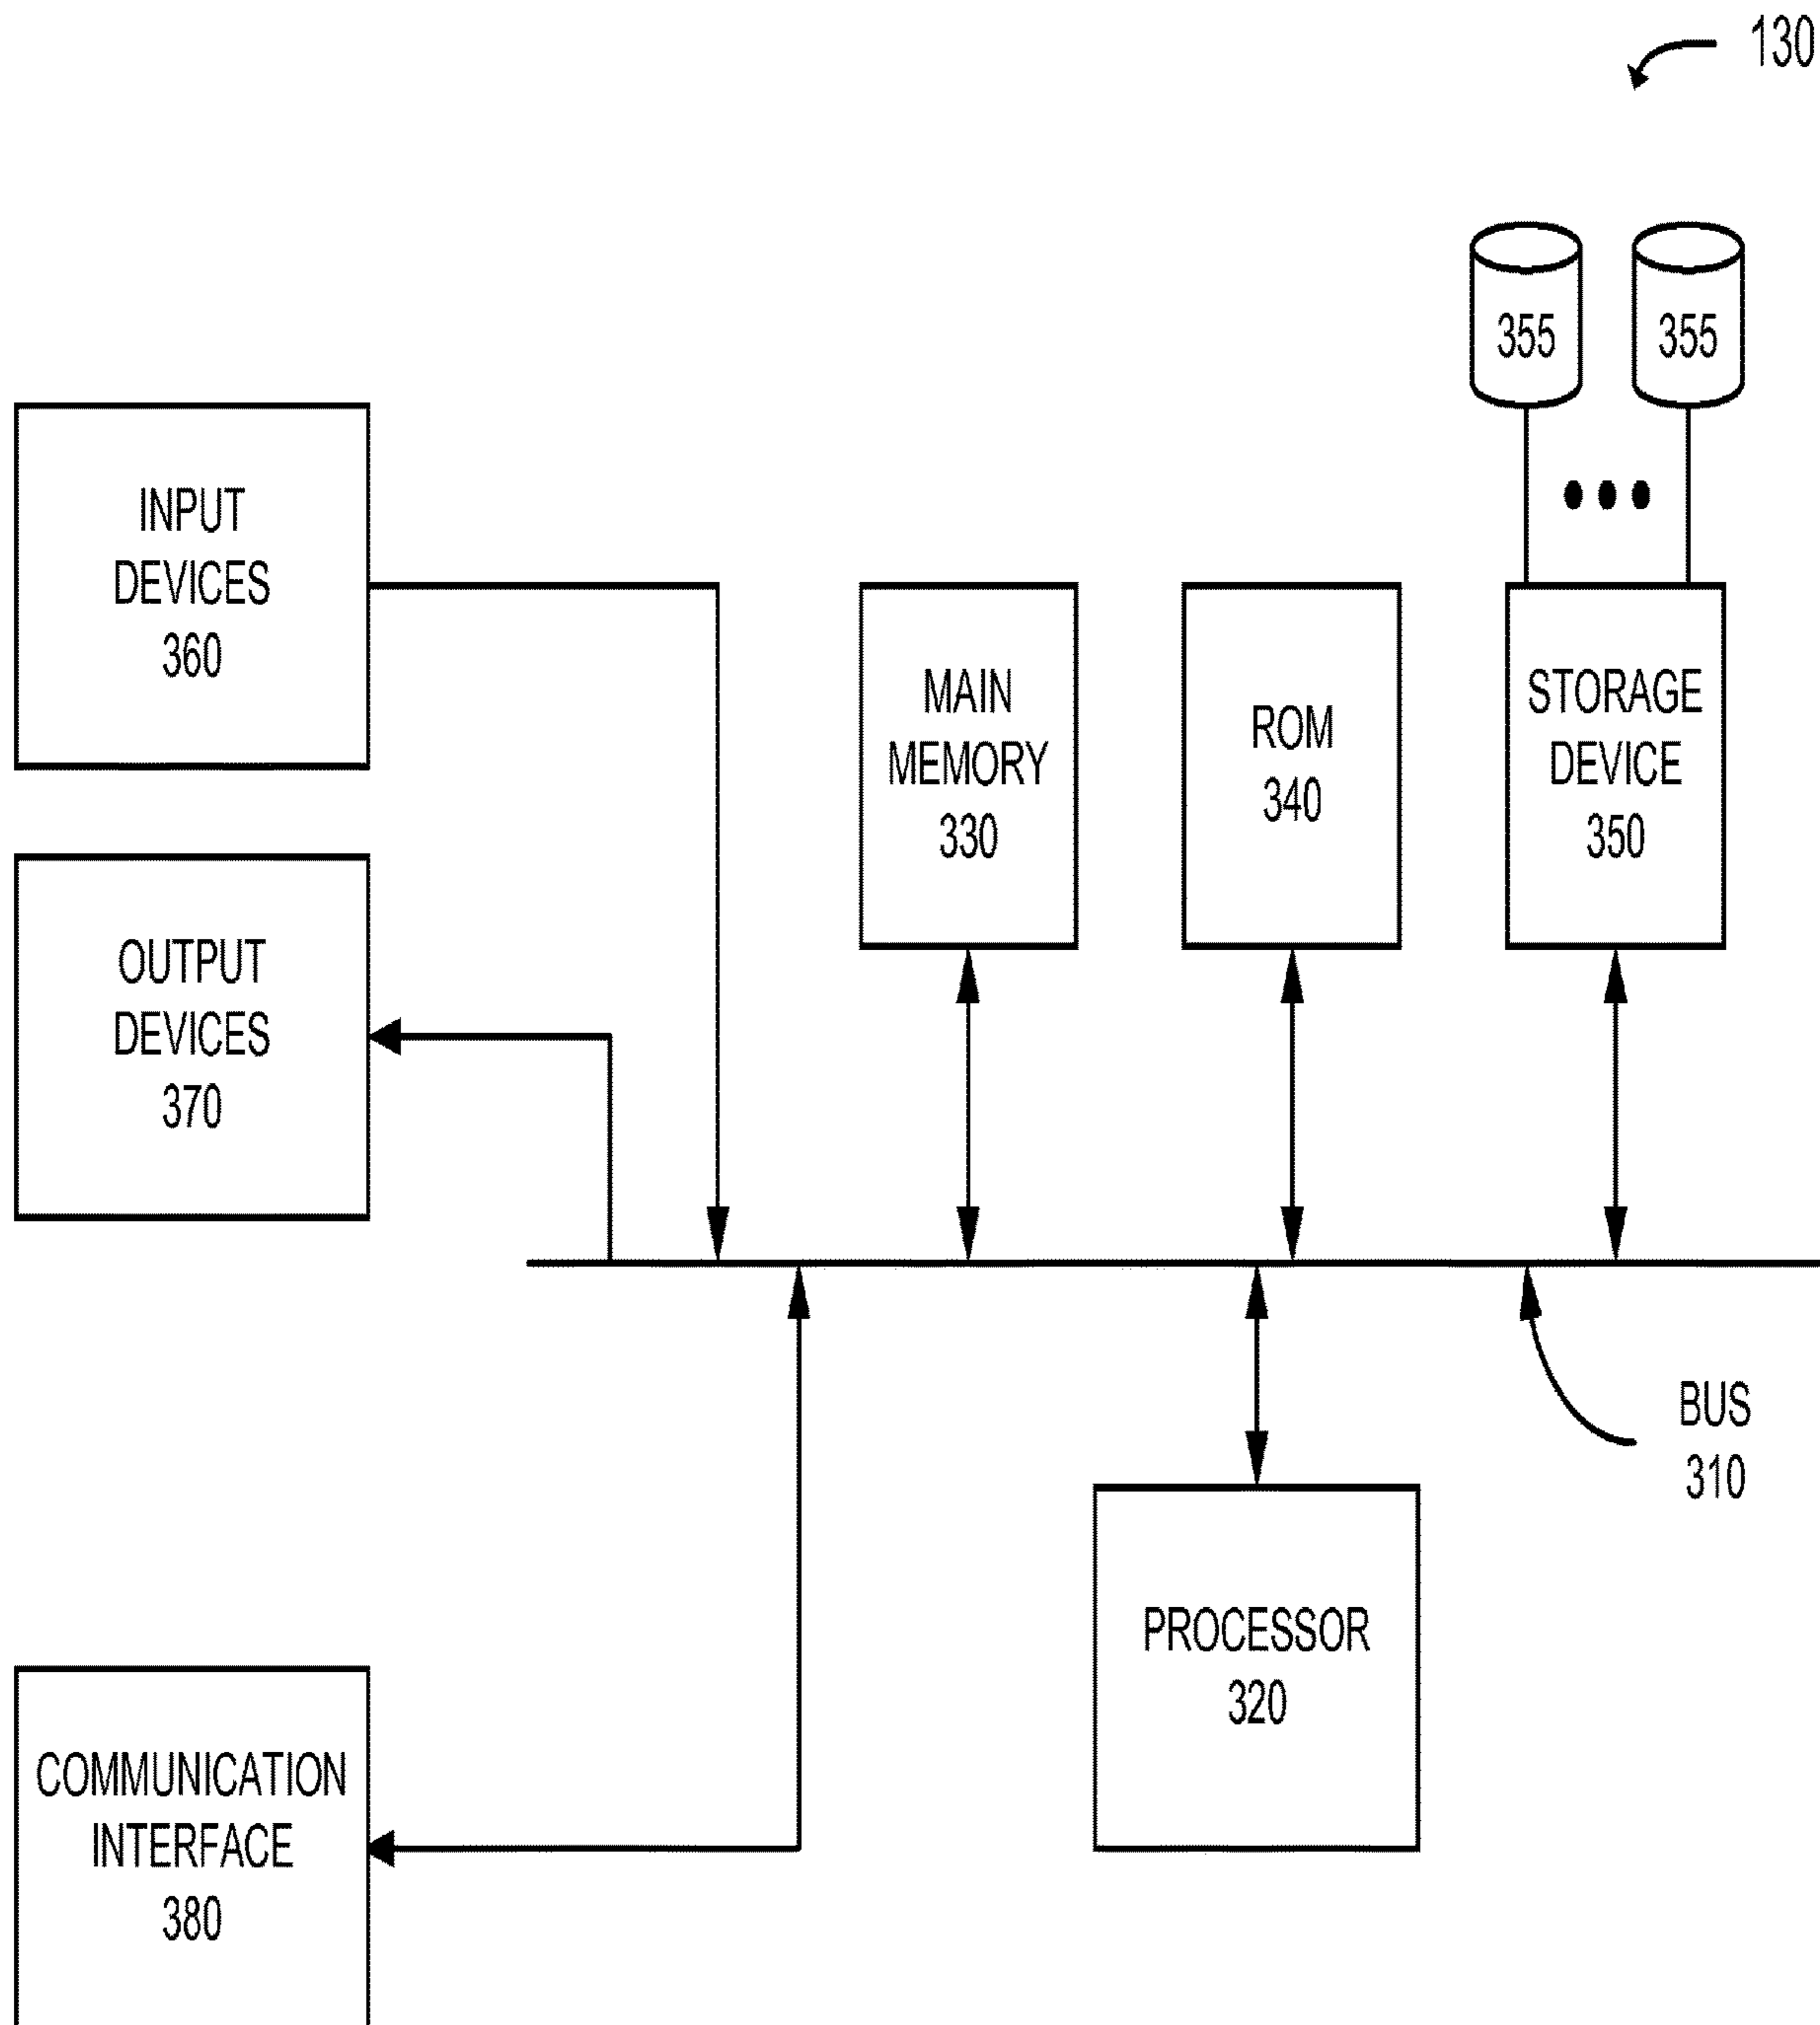 130
355
355
INPUT
DEVICES
360
MAIN
MEMORY
330
ROM
340
STORAGE
DEVICE
350
OUTPUT
DEVICES
370
BUS
310
PROCESSOR
320
COMMUNICATION
INTERFACE
380